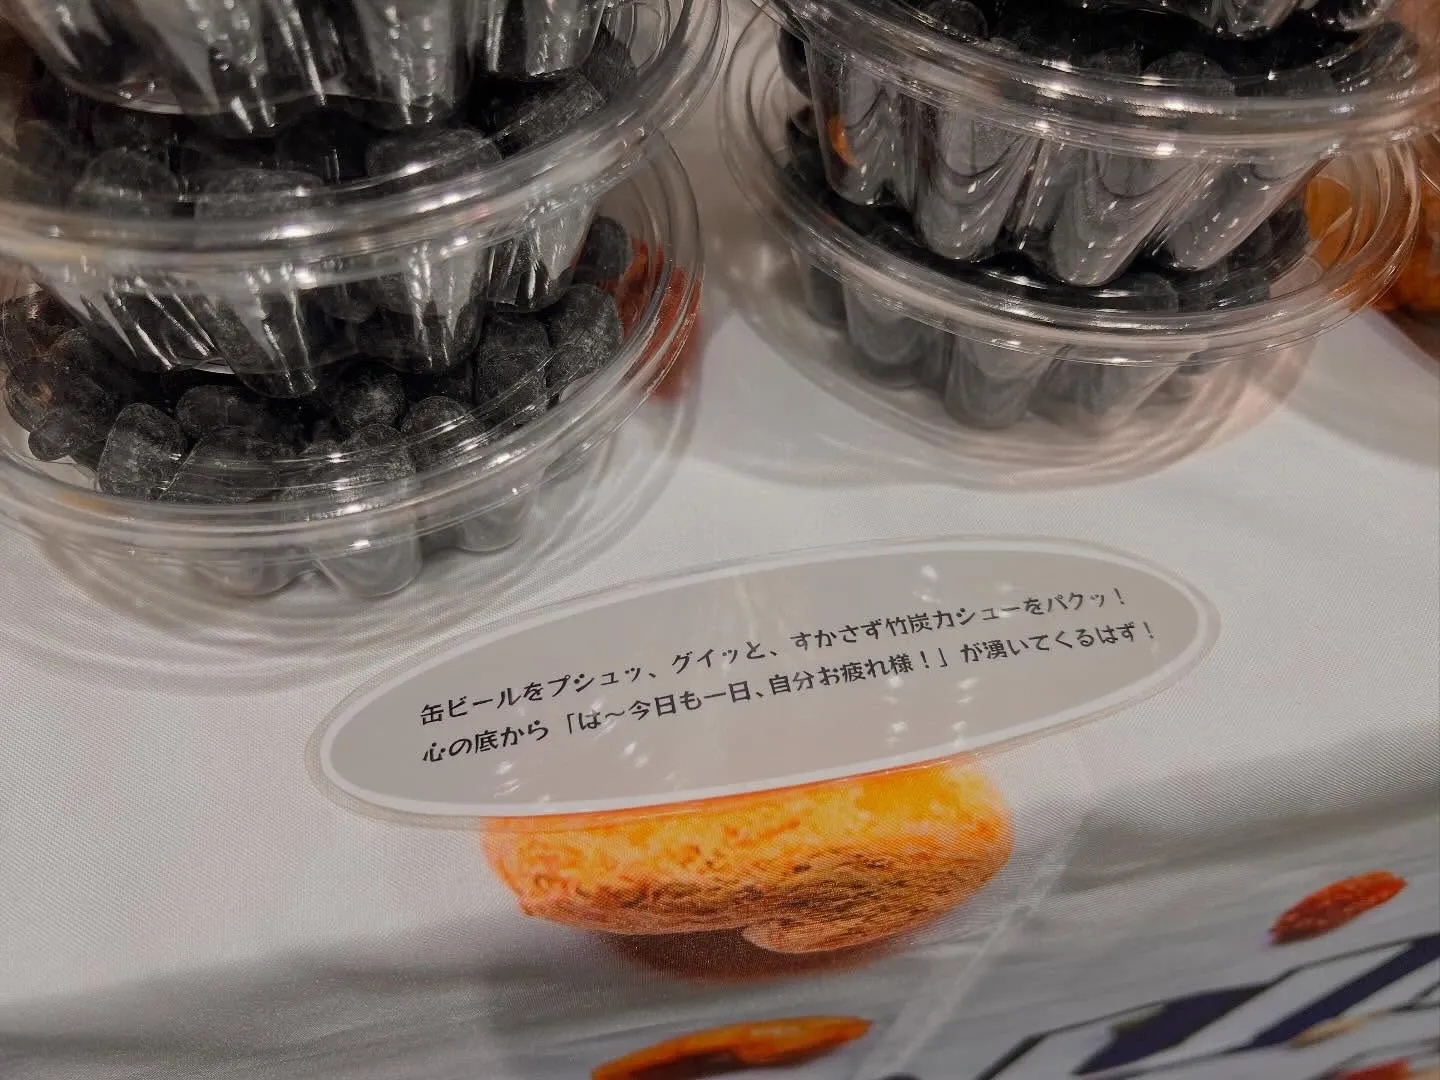 缶ビールをプシュッ、グイッと、すかさず竹炭カシューをパクッ！
心の底から「は～今日も一日、自分お疲れ様！」が湧いてくるはず！